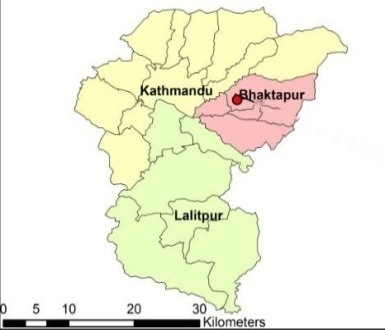 Kathmandu
Bhaktapur
Lalitpur
0 5 10 20 30
Kilometers